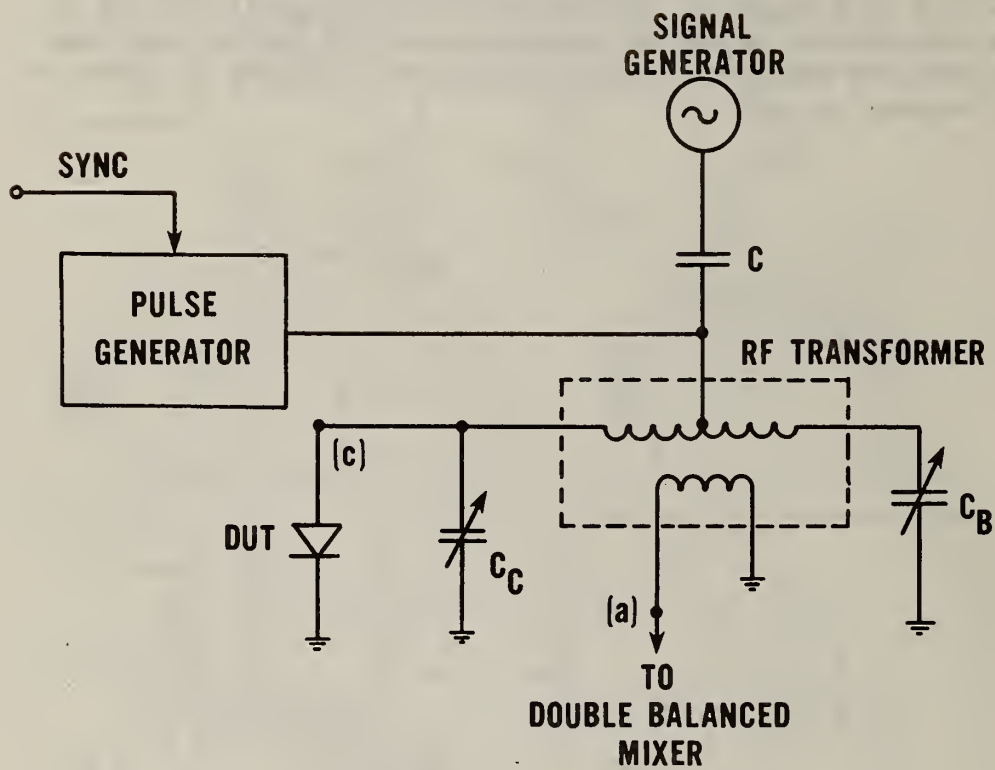 SIGNAL
GENERATOR
SYNC
C
PULSE
GENERATOR
RF TRANSFORMER
(c)
DUT
C_C
C_B
(a)
TO
DOUBLE BALANCED
MIXER